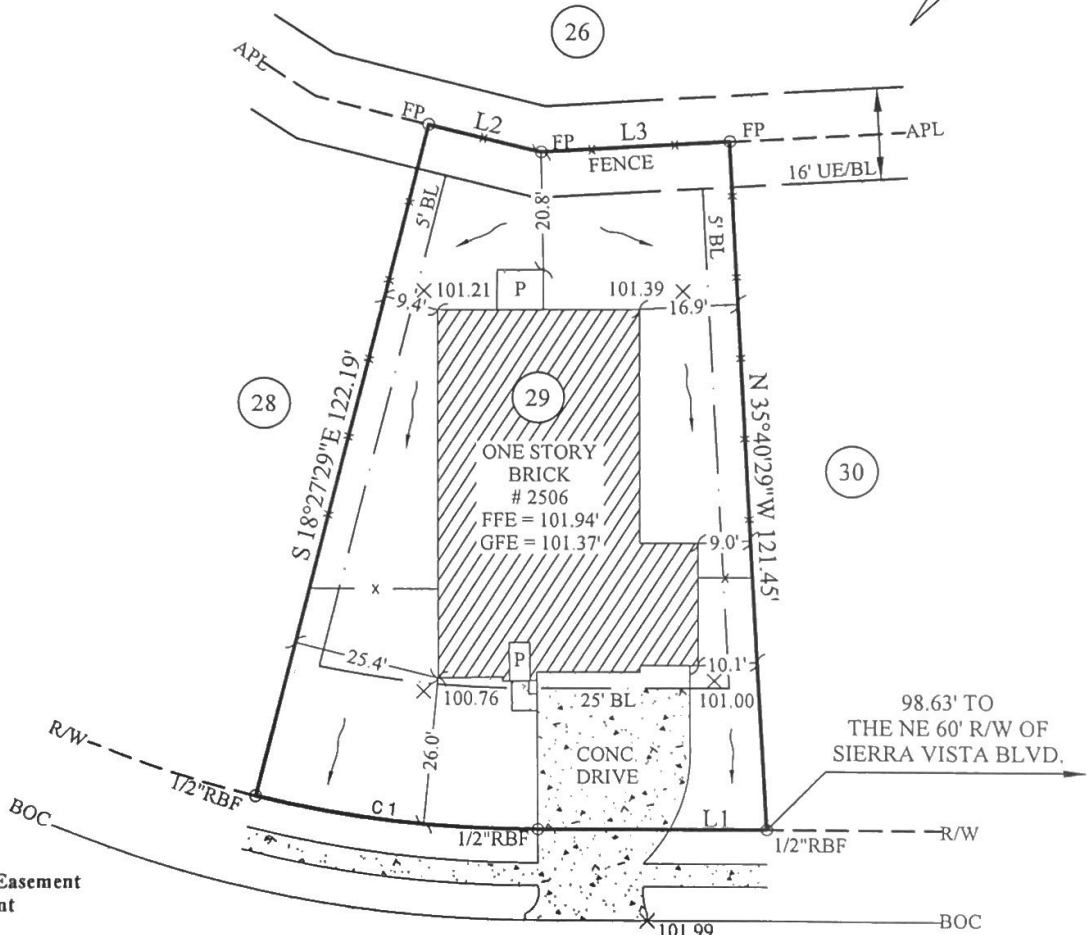 26
APL
FP
L2
FP
L3
FP
APL
FENCE
16' UE/BL
5' BL
20.8'
5' BL
101.21
P
101.39
9.4'
16.9'
28
29
S 18°27'29"E 122.19'
N 35°40'29"W 121.45'
30
ONE STORY
BRICK
# 2506
FFE = 101.94'
GFE = 101.37'
9.0'
x
x
P
25.4'
10.1'
100.76
25' BL
101.00
98.63' TO
THE NE 60' R/W OF
SIERRA VISTA BLVD.
R/W
26.0'
CONC.
DRIVE
1/2"RBF
C1
L1
BOC
1/2"RBF
1/2"RBF
R/W
Easement
101.99
BOC